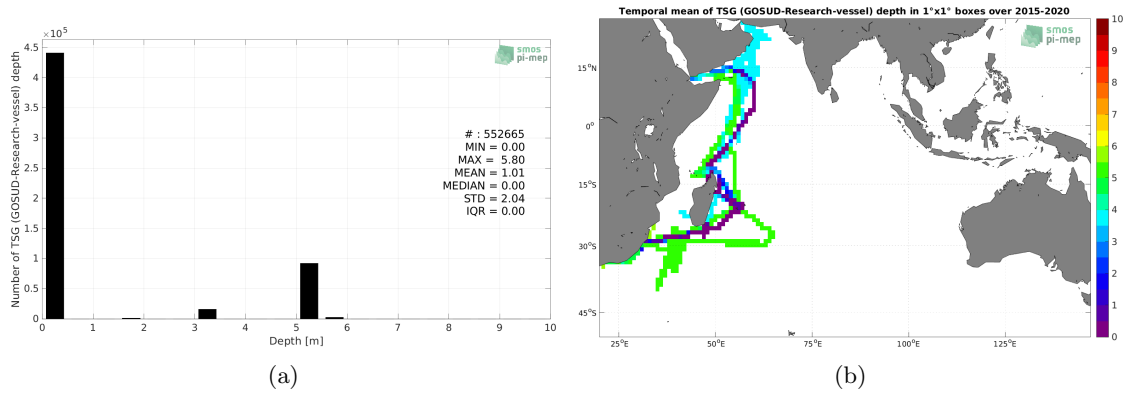 ×10⁵
4.5
4
3.5
3
2.5
2
1.5
1
0.5
0
Number of TSG (GOSUD-Research-vessel) depth
smos
pi-mep
# : 552665
MIN = 0.00
MAX = 5.80
MEAN = 1.01
MEDIAN = 0.00
STD = 2.04
IQR = 0.00
0 1 2 3 4 5 6 7 8 9 10
Depth [m]
(a)
Temporal mean of TSG (GOSUD-Research-vessel) depth in 1°x1° boxes over 2015-2020
smos
pi-mep
15°N
0°
15°S
30°S
45°S
25°E 50°E 75°E 100°E 125°E
10
9
8
7
6
5
4
3
2
1
0
(b)